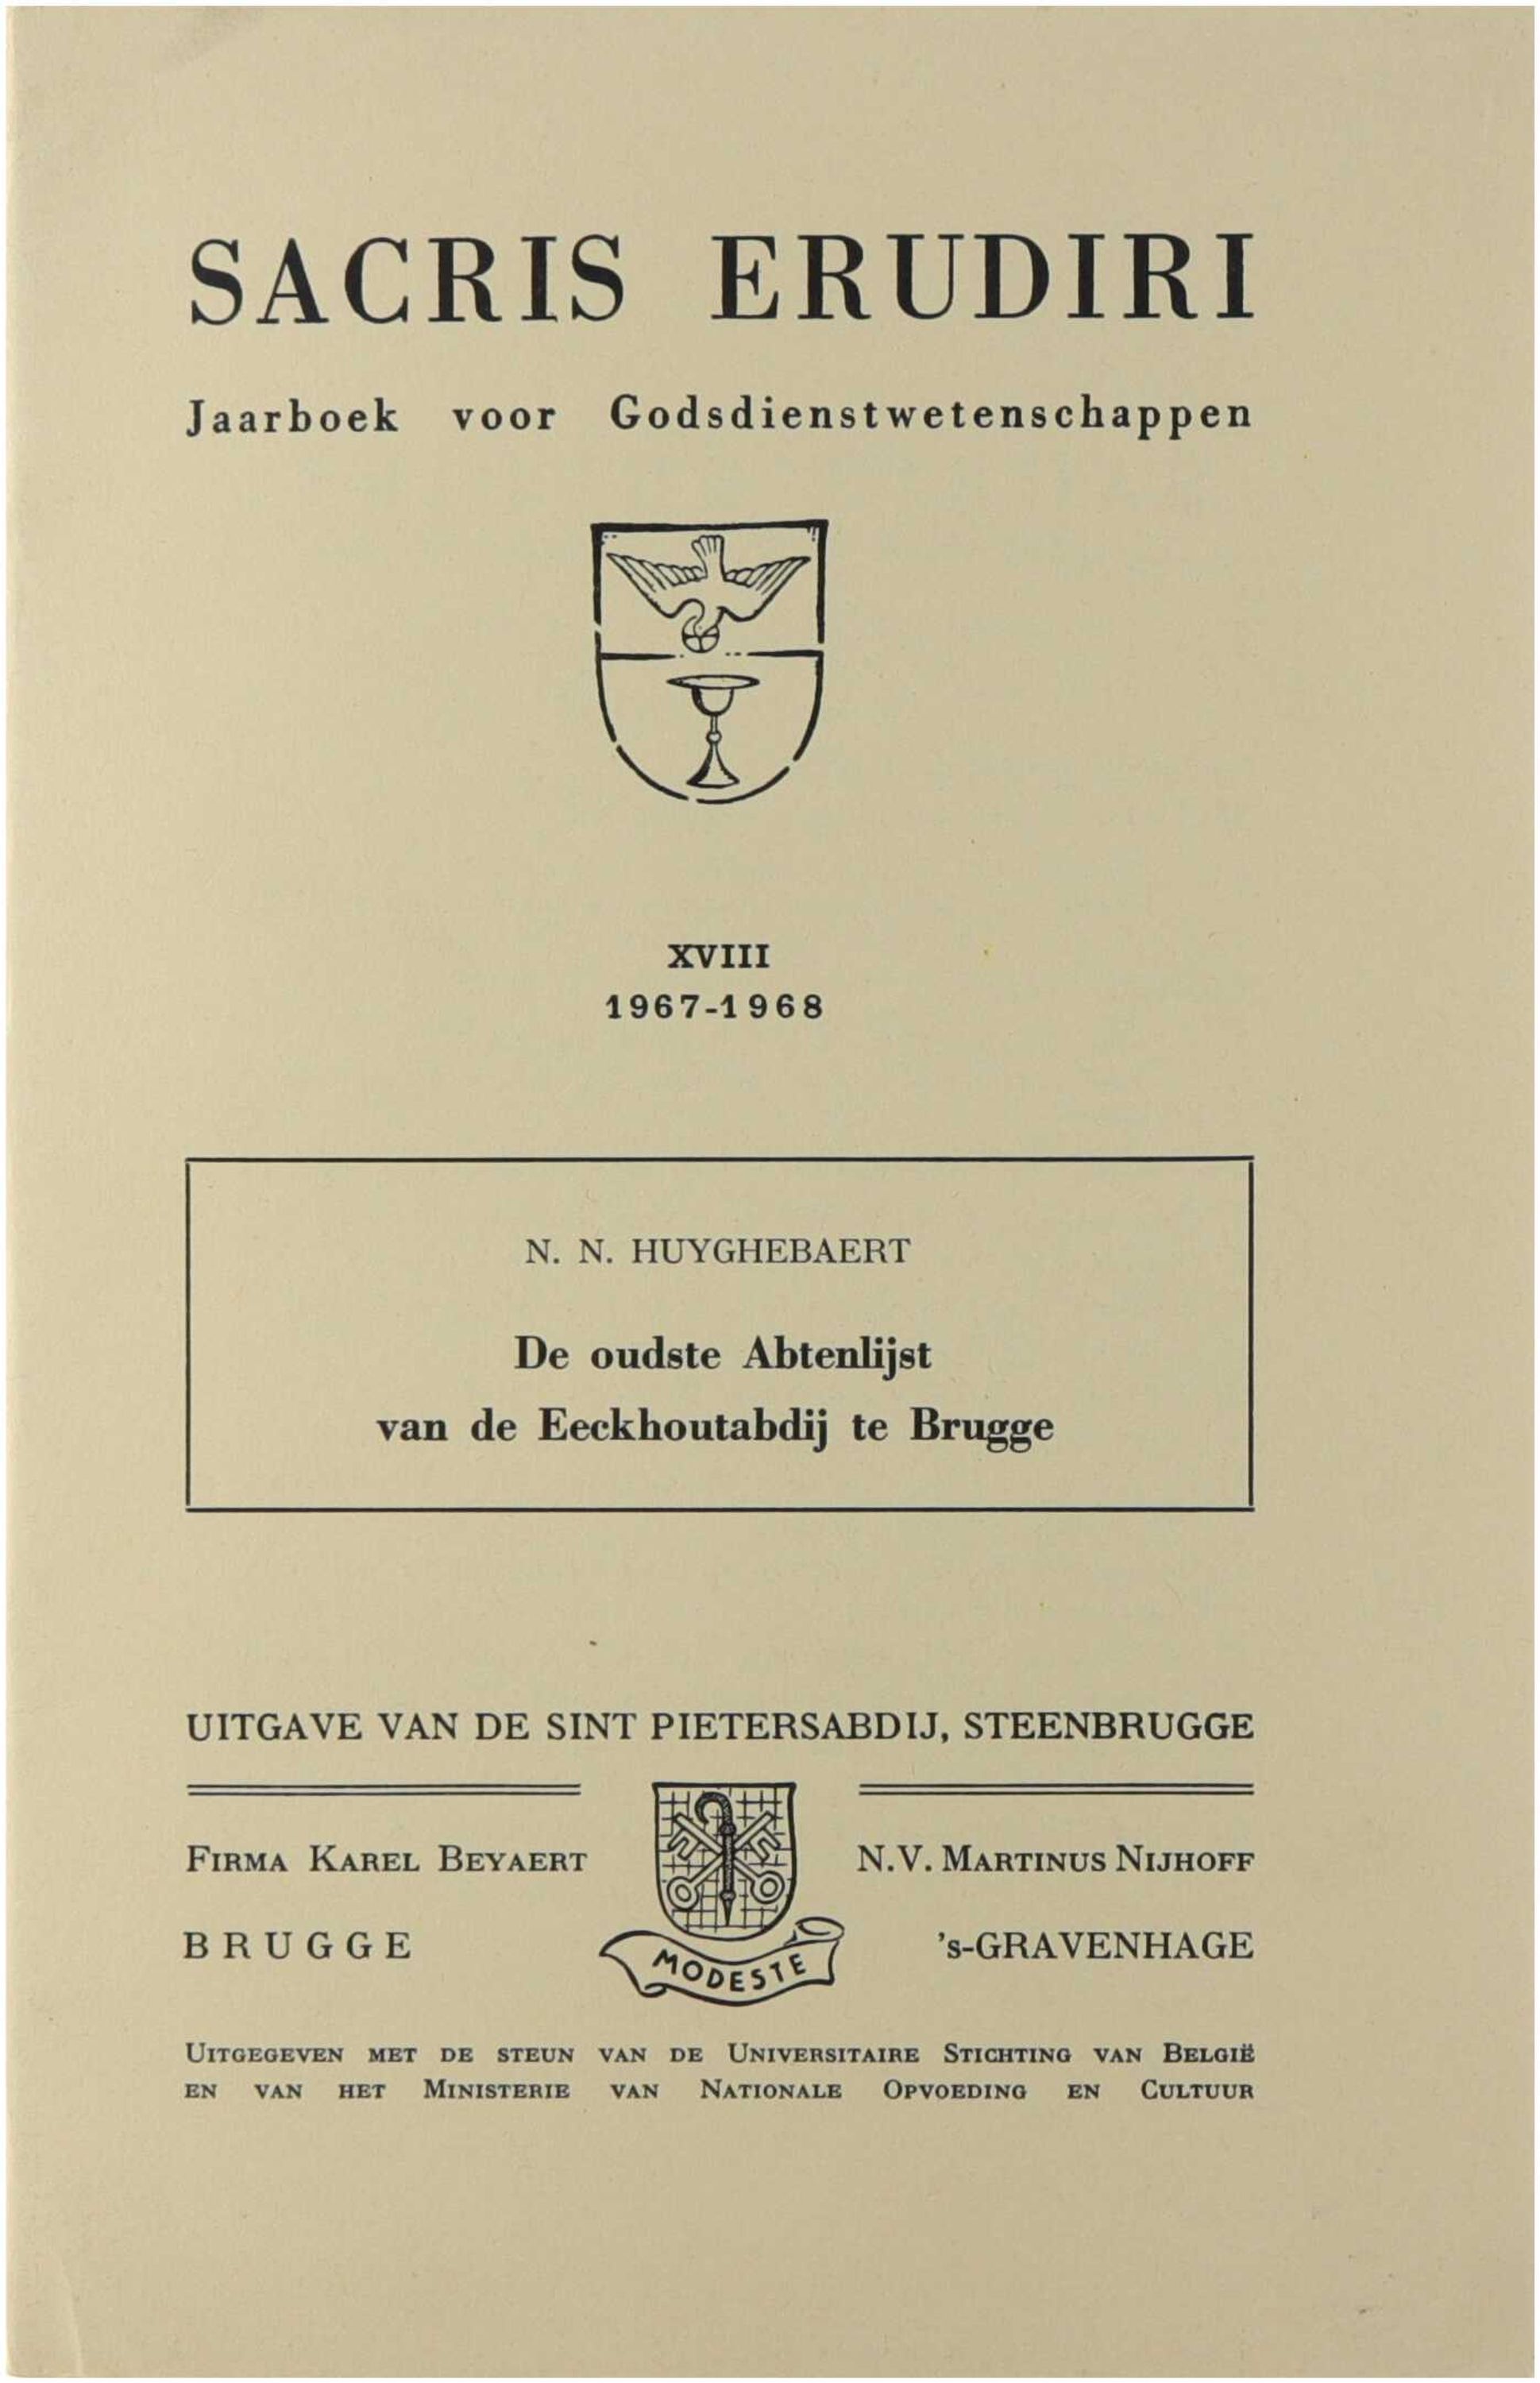 SACRIS ERUDIRI
Jaarboek voor Godsdienstwetenschappen
XVIII
1967-1968
N. N. HUYGHEBAERT
De oudste Abtenlijst
van de Eeckhoutabdij te Brugge
UITGAVE VAN DE SINT PIETERSABDIJ, STEENBRUGGE
FIRMA KAREL BEYAERT
BRUGGE
MODESTE
N.V. MARTINUS NIJHOFF
's-GRAVENHAGE
UITGEGEVEN MET DE STEUN VAN DE UNIVERSITAIRE STICHTING VAN BELGIË
EN VAN HET MINISTERIE VAN NATIONALE OPVOEDING EN CULTUUR